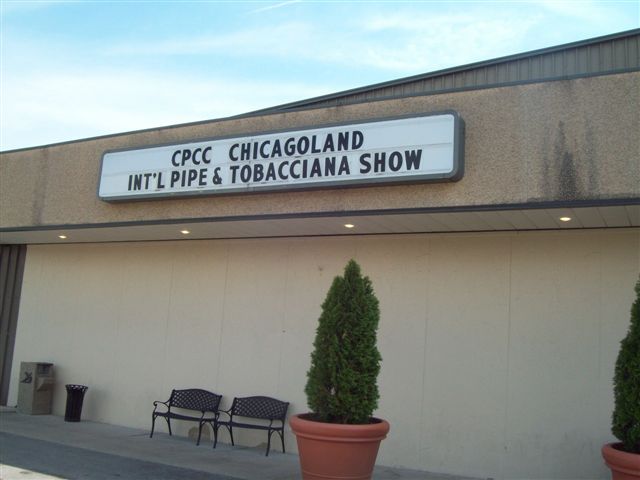 CPCC CHICAGOLAND
INT'L PIPE & TOBACCIANA SHOW